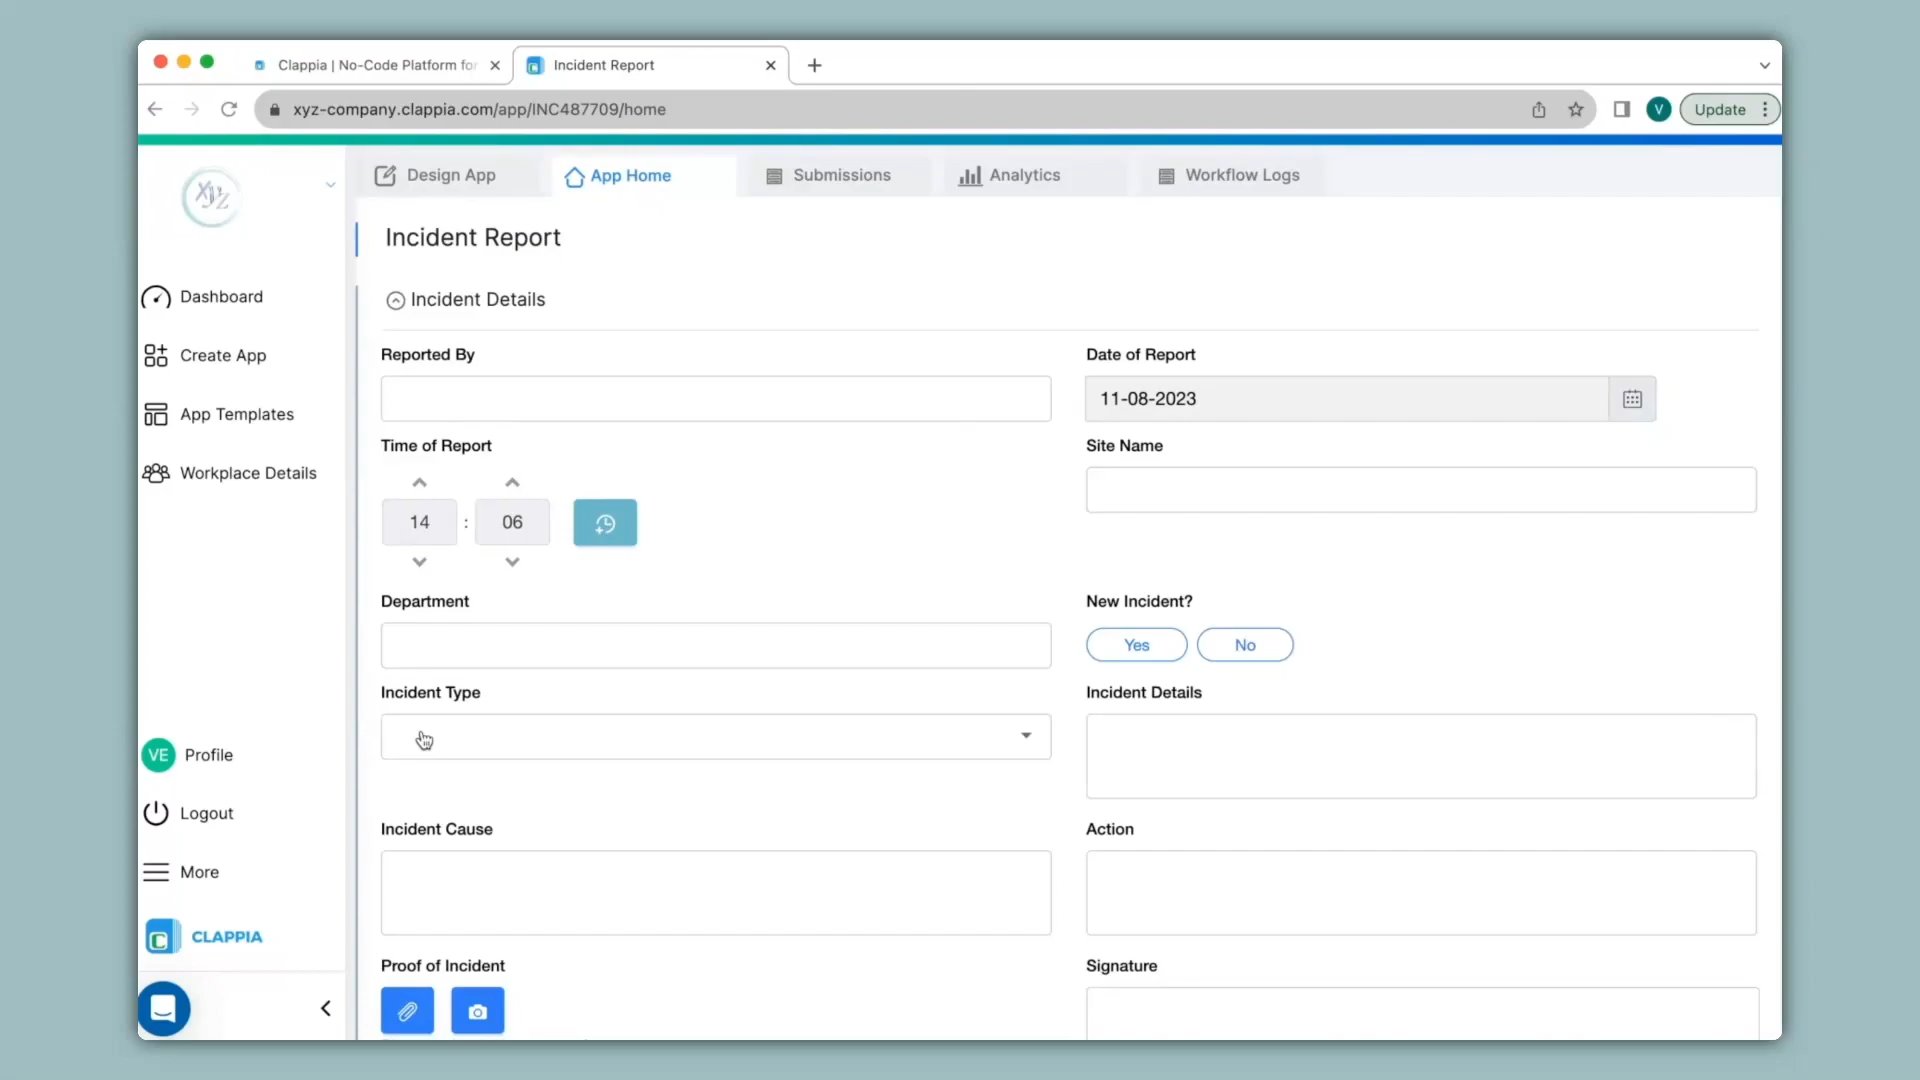 Clappia | No-Code Platform for
Incident Report
xyz-company.clappia.com/app/INC487709/home
V
Update
xyz
Design App
App Home
Submissions
Analytics
Workflow Logs
Dashboard
Create App
App Templates
Workplace Details
VE Profile
Logout
More
CLAPPIA
Incident Report
Incident Details
Reported By
Date of Report
11-08-2023
Time of Report
Site Name
14 : 06
Department
New Incident?
Yes
No
Incident Type
Incident Details
Incident Cause
Action
Proof of Incident
Signature